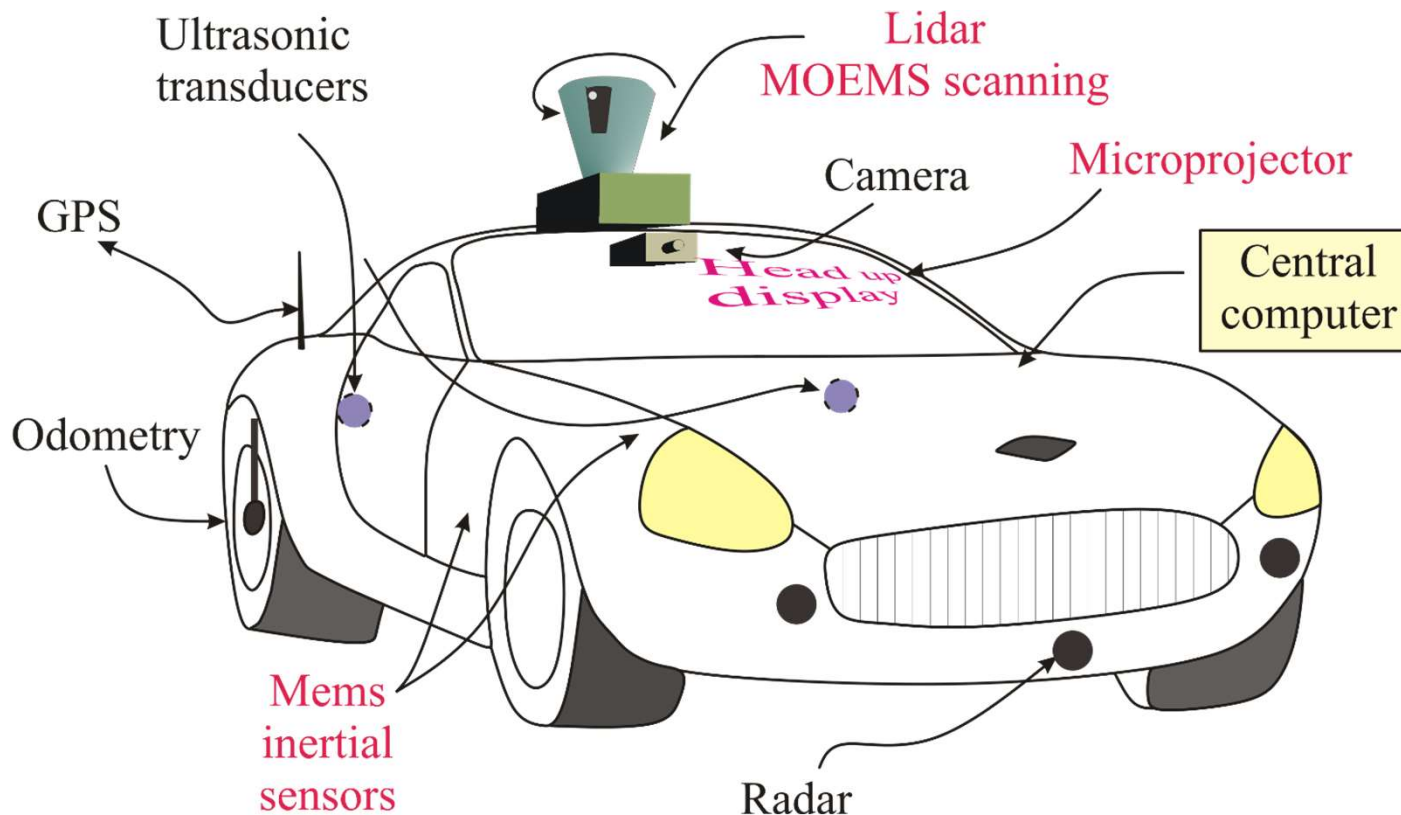 Ultrasonic
transducers
Lidar
MOEMS scanning
Microprojector
Camera
GPS
Head up
display
Central
computer
Odometry
Mems
inertial
sensors
Radar